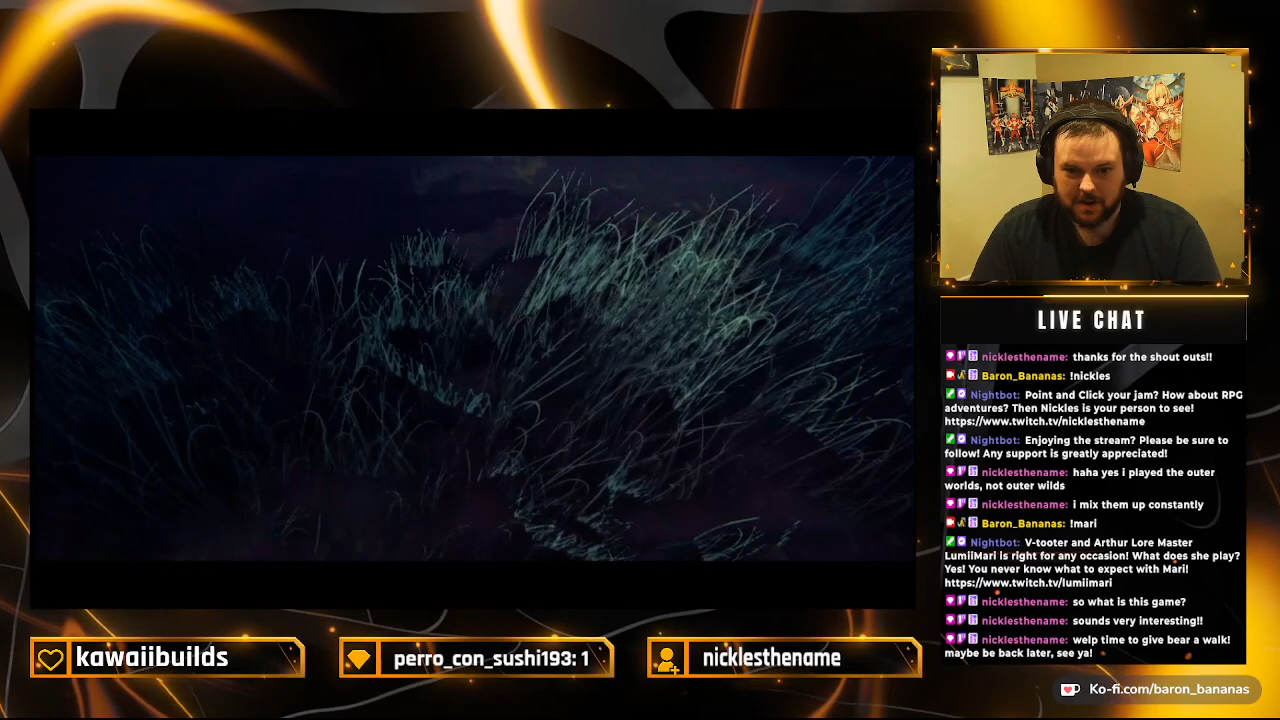 LIVE CHAT
nicklesthename: thanks for the shout outs!!
Baron_Bananas: !nickles
Nightbot: Point and Click your jam? How about RPG
adventures? Then Nickles is your person to see!
https://www.twitch.tv/nicklesthename
Nightbot: Enjoying the stream? Please be sure to
follow! Any support is greatly appreciated!
nicklesthename: haha yes i played the outer
worlds, not outer wilds
nicklesthename: i mix them up constantly
Baron_Bananas: !mari
Nightbot: V-tooter and Arthur Lore Master
LumiiMari is right for any occasion! What does she play?
Yes! You never know what to expect with Mari!
https://www.twitch.tv/lumiimari
nicklesthename: so what is this game?
nicklesthename: sounds very interesting!!
nicklesthename: welp time to give bear a walk!
maybe be back later, see ya!
kawaiibuilds
perro_con_sushi193: 1
nicklesthename
Ko-fi.com/baron_bananas